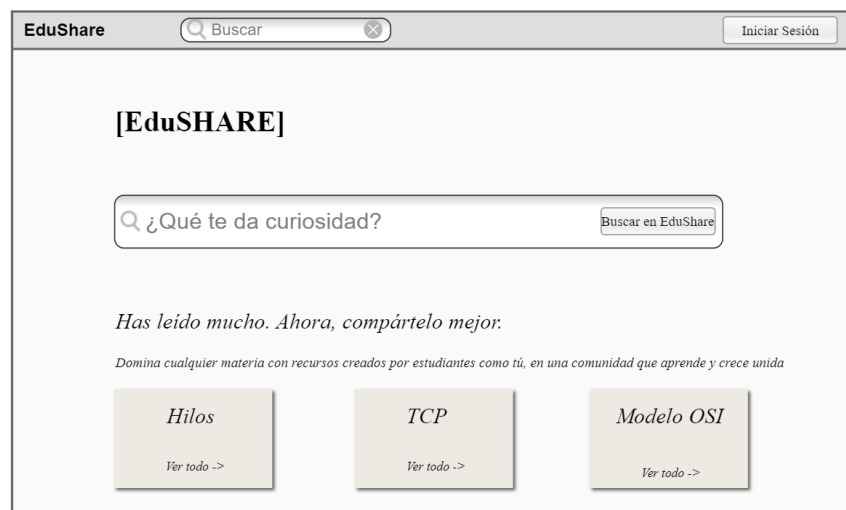 EduShare
Buscar
Iniciar Sesión
[EduSHARE]
¿Qué te da curiosidad?
Buscar en EduShare
Has leído mucho. Ahora, compártelo mejor.
Domina cualquier materia con recursos creados por estudiantes como tú, en una comunidad que aprende y crece unida
Hilos
TCP
Modelo OSI
Ver todo ->
Ver todo ->
Ver todo ->